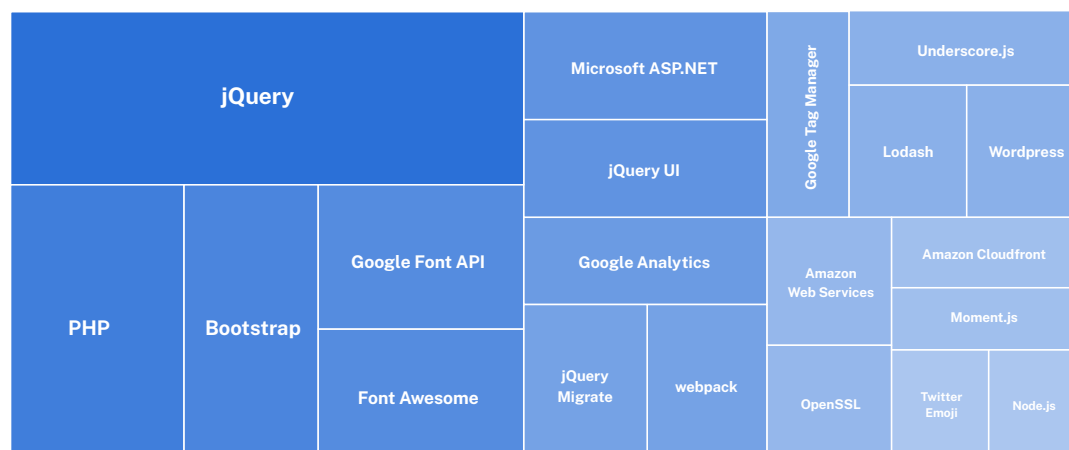 jQuery
PHP
Bootstrap
Google Font API
Font Awesome
Microsoft ASP.NET
jQuery UI
Google Analytics
jQuery
Migrate
webpack
Google Tag Manager
Underscore.js
Lodash
Wordpress
Amazon
Web Services
OpenSSL
Amazon Cloudfront
Moment.js
Twitter
Emoji
Node.js